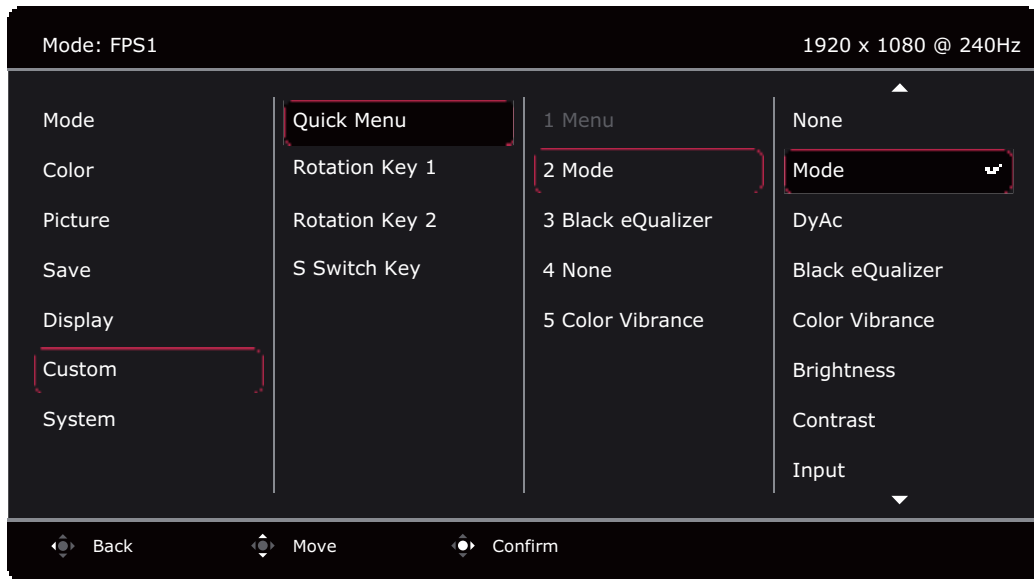 Mode: FPS1
1920 x 1080 @ 240Hz
Mode
Color
Picture
Save
Display
Custom
System
Quick Menu
Rotation Key 1
Rotation Key 2
S Switch Key
1 Menu
2 Mode
3 Black eQualizer
4 None
5 Color Vibrance
None
Mode
DyAc
Black eQualizer
Color Vibrance
Brightness
Contrast
Input
Back
Move
Confirm